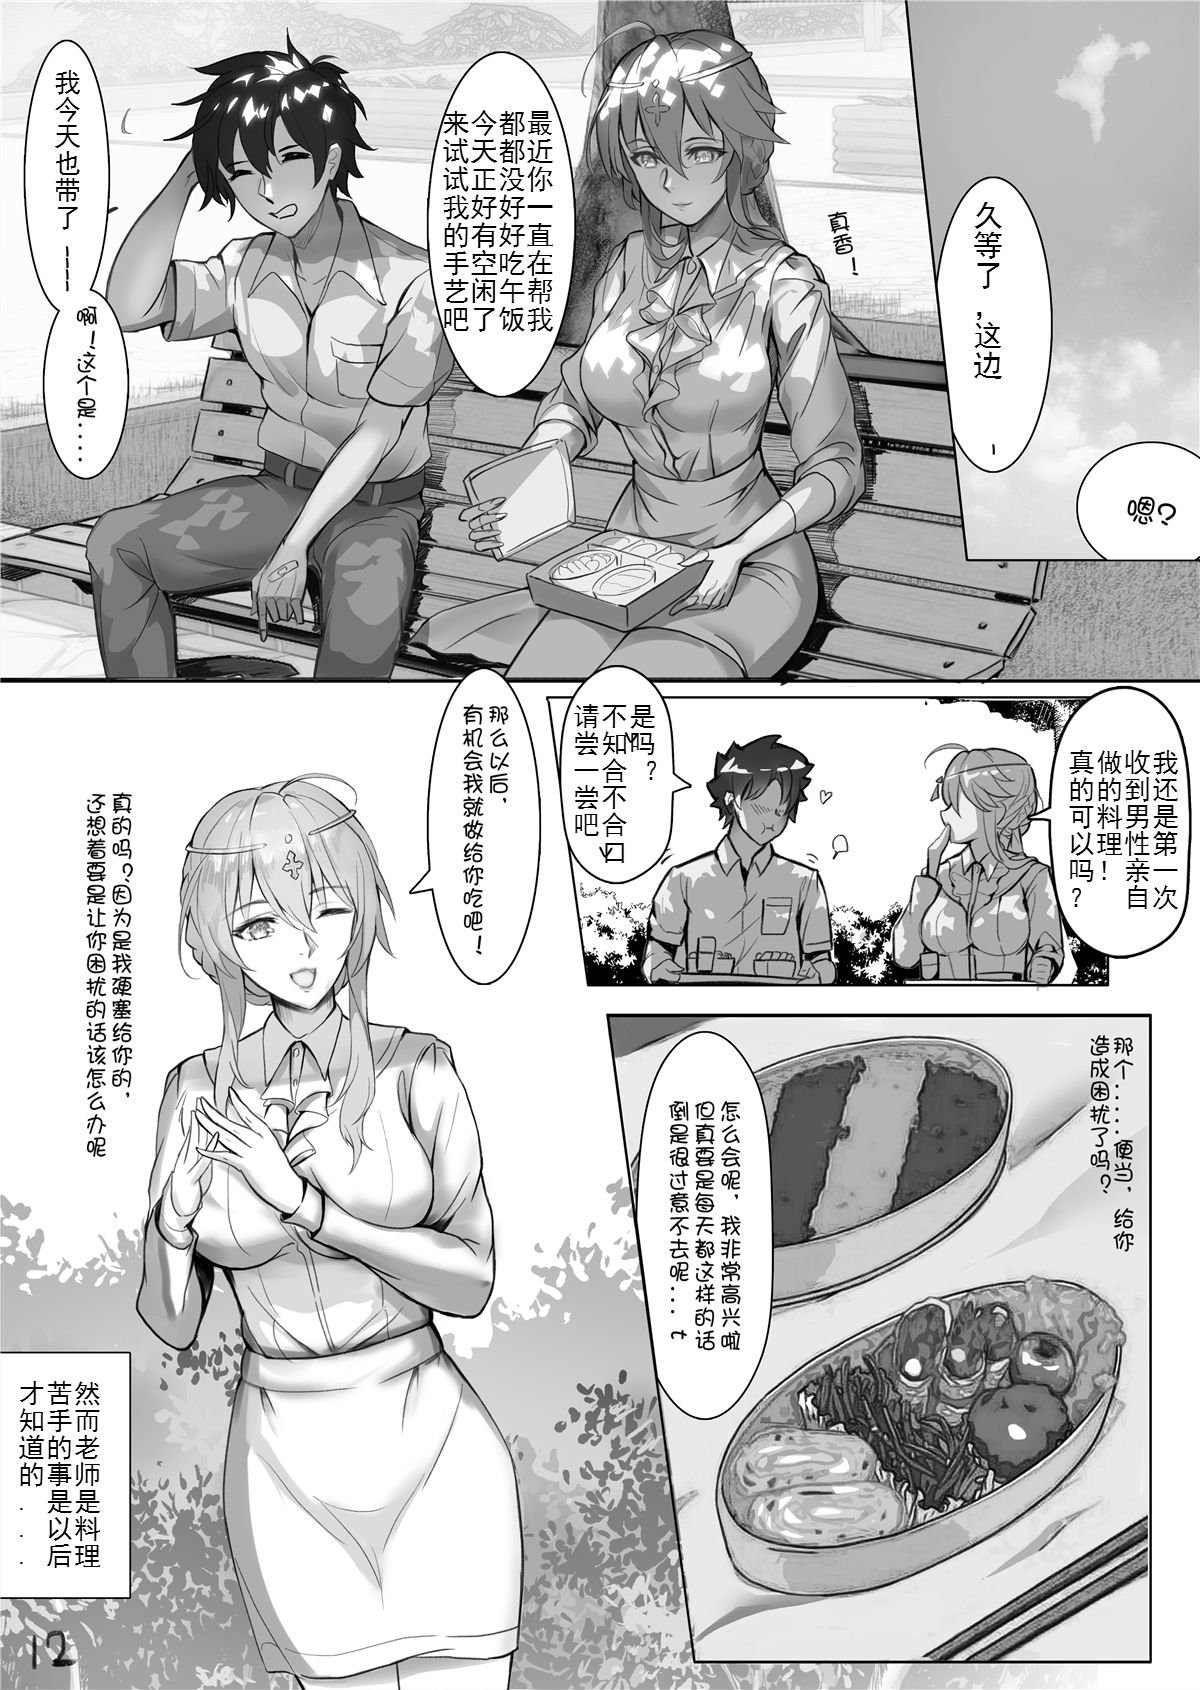 久等了，这边~
嗯？
真香！
最近你一直在帮我
都都没好好吃午饭
今天正好有空闲了
来试试我的手艺吧
我今天也带了-----
啊！这个是....
我还是第一次
收到男性亲自
做的料理！
真的可以吗？
是吗？
不知合不合口
请尝一尝吧
那个......便当，给你
造成困扰了吗？
怎么会呢，我非常高兴啦
但真要是每天都这样的话
倒是很过意不去呢...t
那么以后，
有机会我就做给你吃吧！
真的吗？因为是我硬塞给你的，
还想着要是让你困扰的话该怎么办呢
然而老师是料理
苦手的事是以后
才知道的...
12